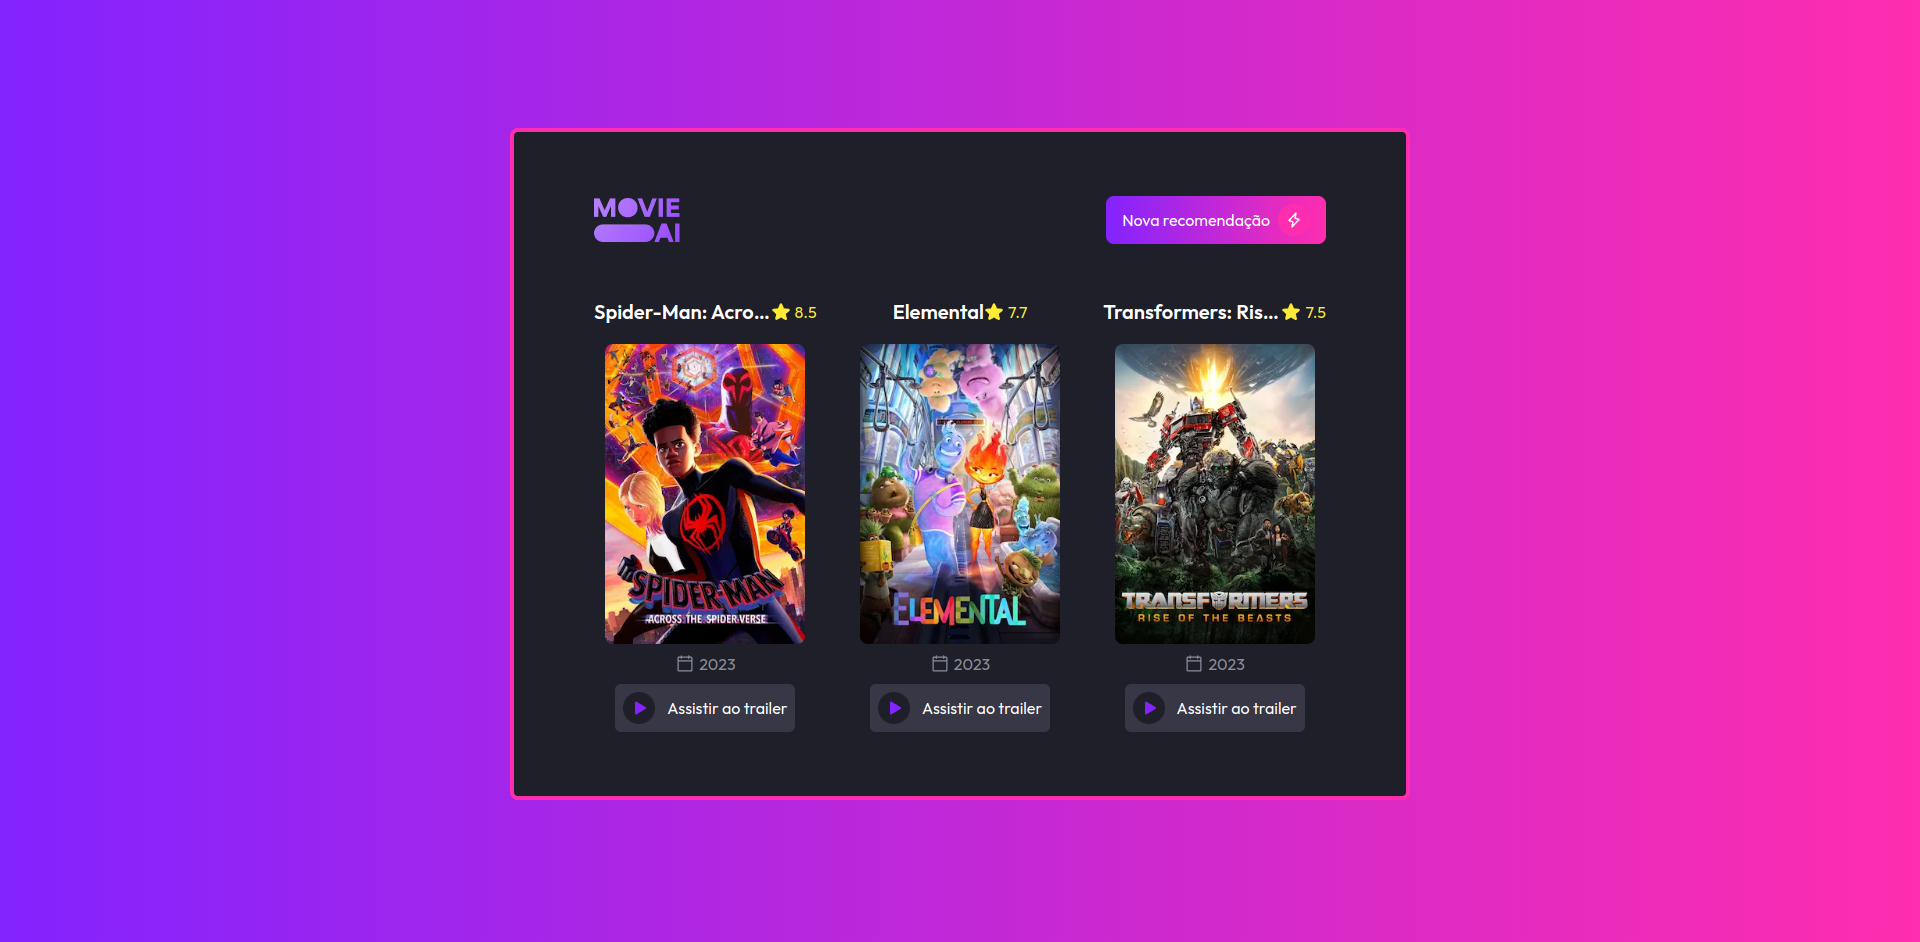 MOVIE
AI
Nova recomendação
Spider-Man: Acro... 8.5
Elemental 7.7
Transformers: Ris... 7.5
SPIDER-MAN
ACROSS THE SPIDER-VERSE
ELEMENTAL
TRANSFORMERS
RISE OF THE BEASTS
2023
2023
2023
Assistir ao trailer
Assistir ao trailer
Assistir ao trailer